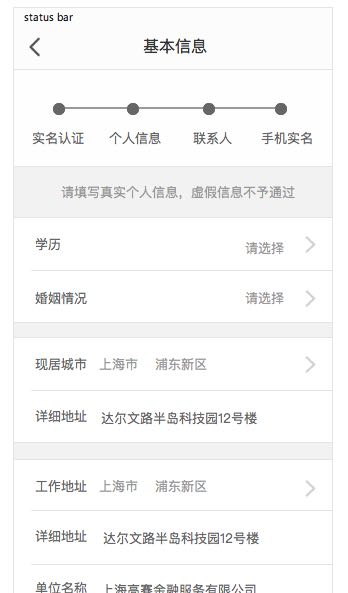 status bar
基本信息
实名认证 个人信息 联系人 手机实名
请填写真实个人信息，虚假信息不予通过
学历 请选择
婚姻情况 请选择
现居城市 上海市 浦东新区
详细地址 达尔文路半岛科技园12号楼
工作地址 上海市 浦东新区
详细地址 达尔文路半岛科技园12号楼
单位名称 上海高骞金融服务有限公司